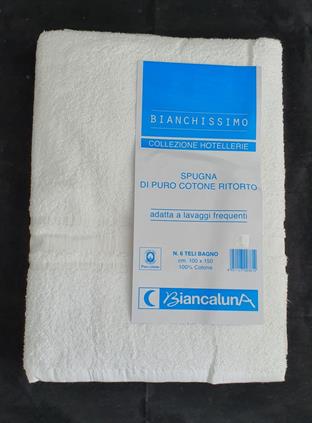 BIANCHISSIMO
COLLEZIONE HOTELLERIE
SPUGNA
DI PURO COTONE RITORTO
adatta a lavaggi frequenti
N. 6 TELI BAGNO
cm. 100 x 150
100% Cotone
BiancalunA